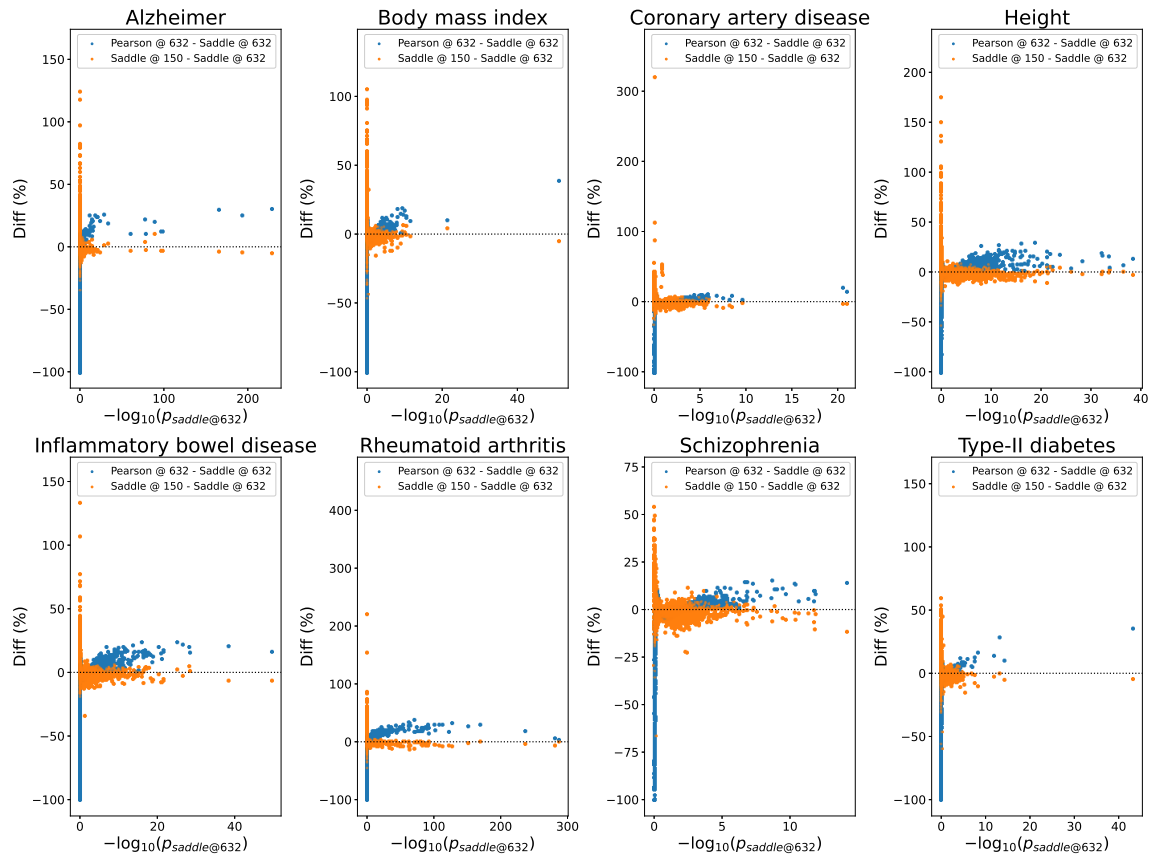 Alzheimer
Pearson @ 632 - Saddle @ 632
Saddle @ 150 - Saddle @ 632
150
100
50
0
−50
−100
Diff (%)
0
100
200
−log10(psaddle@632)
Body mass index
Pearson @ 632 - Saddle @ 632
Saddle @ 150 - Saddle @ 632
100
50
0
−50
−100
Diff (%)
0
20
40
−log10(psaddle@632)
Coronary artery disease
Pearson @ 632 - Saddle @ 632
Saddle @ 150 - Saddle @ 632
300
200
100
0
−100
Diff (%)
0
5
10
15
20
−log10(psaddle@632)
Height
Pearson @ 632 - Saddle @ 632
Saddle @ 150 - Saddle @ 632
200
150
100
50
0
−50
−100
Diff (%)
0
10
20
30
40
−log10(psaddle@632)
Inflammatory bowel disease
Pearson @ 632 - Saddle @ 632
Saddle @ 150 - Saddle @ 632
150
100
50
0
−50
−100
Diff (%)
0
20
40
−log10(psaddle@632)
Rheumatoid arthritis
Pearson @ 632 - Saddle @ 632
Saddle @ 150 - Saddle @ 632
400
300
200
100
0
−100
Diff (%)
0
100
200
300
−log10(psaddle@632)
Schizophrenia
Pearson @ 632 - Saddle @ 632
Saddle @ 150 - Saddle @ 632
75
50
25
0
−25
−50
−75
−100
Diff (%)
0
5
10
−log10(psaddle@632)
Type-II diabetes
Pearson @ 632 - Saddle @ 632
Saddle @ 150 - Saddle @ 632
150
100
50
0
−50
−100
Diff (%)
0
10
20
30
40
−log10(psaddle@632)